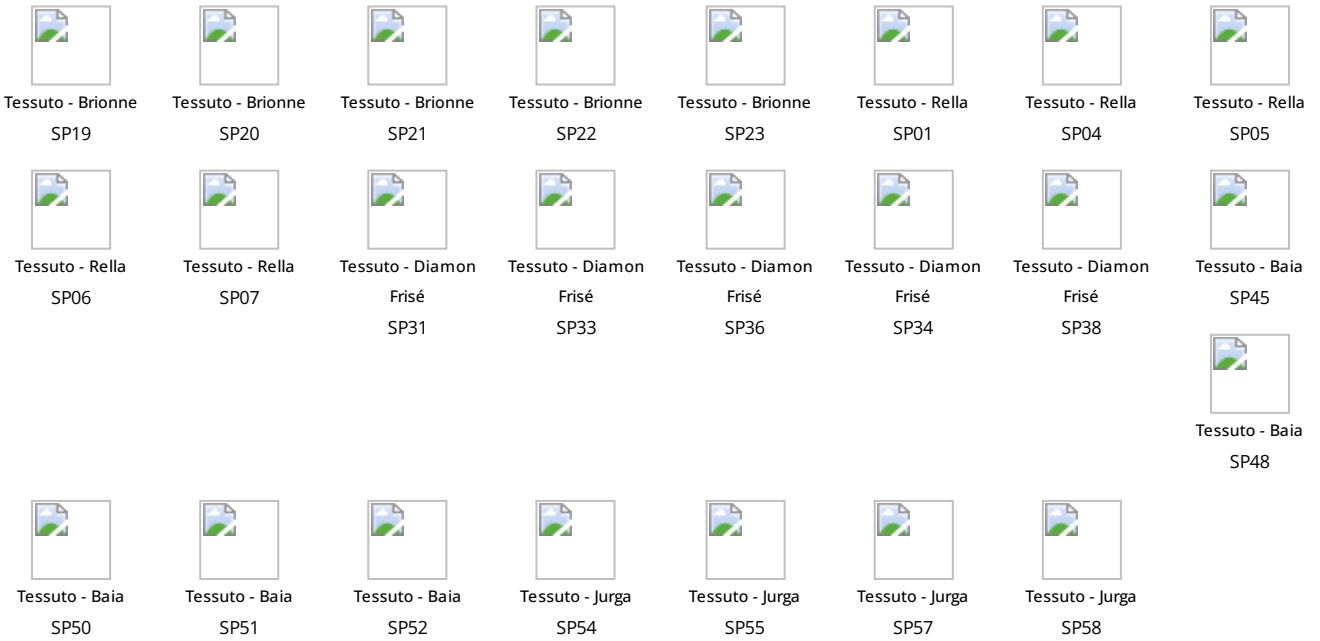 Tessuto - Brionne
SP19
Tessuto - Brionne
SP20
Tessuto - Brionne
SP21
Tessuto - Brionne
SP22
Tessuto - Brionne
SP23
Tessuto - Rella
SP01
Tessuto - Rella
SP04
Tessuto - Rella
SP05
Tessuto - Rella
SP06
Tessuto - Rella
SP07
Tessuto - Diamon
Frisé
SP31
Tessuto - Diamon
Frisé
SP33
Tessuto - Diamon
Frisé
SP36
Tessuto - Diamon
Frisé
SP34
Tessuto - Diamon
Frisé
SP38
Tessuto - Baia
SP45
Tessuto - Baia
SP48
Tessuto - Baia
SP50
Tessuto - Baia
SP51
Tessuto - Baia
SP52
Tessuto - Jurga
SP54
Tessuto - Jurga
SP55
Tessuto - Jurga
SP57
Tessuto - Jurga
SP58